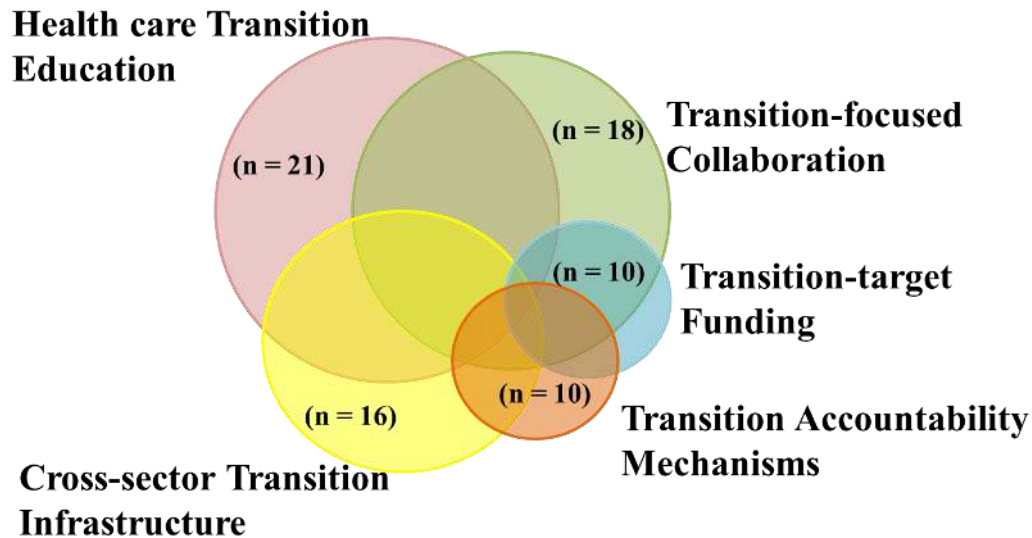 Health care Transition
Education
(n = 21)
(n = 18)
Transition-focused
Collaboration
(n = 10)
Transition-target
Funding
(n = 10)
Transition Accountability
Mechanisms
(n = 16)
Cross-sector Transition
Infrastructure